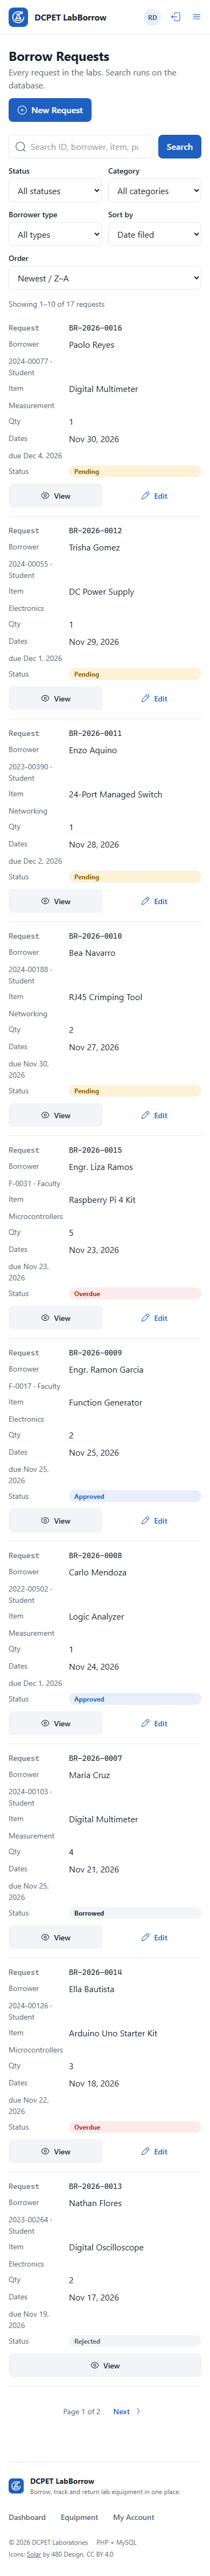 DCPET LabBorrow
RD
Borrow Requests
Every request in the labs. Search runs on the
database.
New Request
Search ID, borrower, item, pu
Search
Status
Category
All statuses
All categories
Borrower type
Sort by
All types
Date filed
Order
Newest / Z–A
Showing 1–10 of 17 requests
Request BR-2026-0016
Borrower Paolo Reyes
2024-00077 ·
Student
Item Digital Multimeter
Measurement
Qty 1
Dates Nov 30, 2026
due Dec 4, 2026
Status Pending
View Edit
Request BR-2026-0012
Borrower Trisha Gomez
2024-00055 ·
Student
Item DC Power Supply
Electronics
Qty 1
Dates Nov 29, 2026
due Dec 1, 2026
Status Pending
View Edit
Request BR-2026-0011
Borrower Enzo Aquino
2023-00390 ·
Student
Item 24-Port Managed Switch
Networking
Qty 1
Dates Nov 28, 2026
due Dec 2, 2026
Status Pending
View Edit
Request BR-2026-0010
Borrower Bea Navarro
2024-00188 ·
Student
Item RJ45 Crimping Tool
Networking
Qty 2
Dates Nov 27, 2026
due Nov 30,
2026
Status Pending
View Edit
Request BR-2026-0015
Borrower Engr. Liza Ramos
F-0031 · Faculty
Item Raspberry Pi 4 Kit
Microcontrollers
Qty 5
Dates Nov 23, 2026
due Nov 23,
2026
Status Overdue
View Edit
Request BR-2026-0009
Borrower Engr. Ramon Garcia
F-0017 · Faculty
Item Function Generator
Electronics
Qty 2
Dates Nov 25, 2026
due Nov 25,
2026
Status Approved
View Edit
Request BR-2026-0008
Borrower Carlo Mendoza
2022-00502 ·
Student
Item Logic Analyzer
Measurement
Qty 1
Dates Nov 24, 2026
due Dec 1, 2026
Status Approved
View Edit
Request BR-2026-0007
Borrower Maria Cruz
2024-00103 ·
Student
Item Digital Multimeter
Measurement
Qty 4
Dates Nov 21, 2026
due Nov 25,
2026
Status Borrowed
View Edit
Request BR-2026-0014
Borrower Ella Bautista
2024-00126 ·
Student
Item Arduino Uno Starter Kit
Microcontrollers
Qty 3
Dates Nov 18, 2026
due Nov 22,
2026
Status Overdue
View Edit
Request BR-2026-0013
Borrower Nathan Flores
2023-00264 ·
Student
Item Digital Oscilloscope
Electronics
Qty 2
Dates Nov 17, 2026
due Nov 19,
2026
Status Rejected
View
Page 1 of 2 Next
DCPET LabBorrow
Borrow, track and return lab equipment in one place.
Dashboard Equipment My Account
© 2026 DCPET Laboratories PHP + MySQL
Icons: Solar by 480 Design, CC BY 4.0